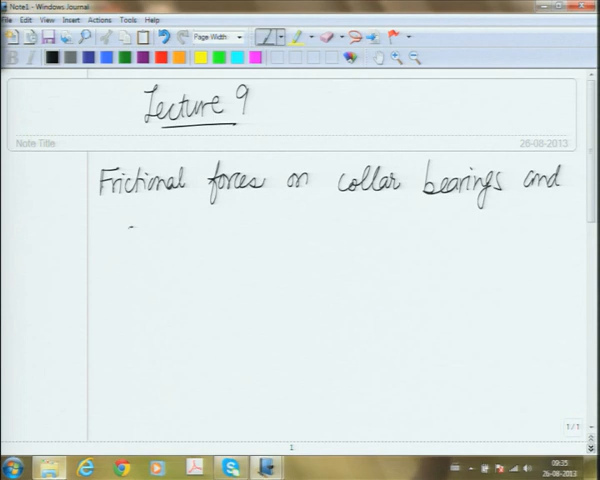 Note1 - Windows Journal
File Edit View Insert Actions Tools Help
Page Width
B I
Lecture 9
Note Title
26-08-2013
Frictional forces on collar bearings and
1/1
1
09:35
26-08-2013